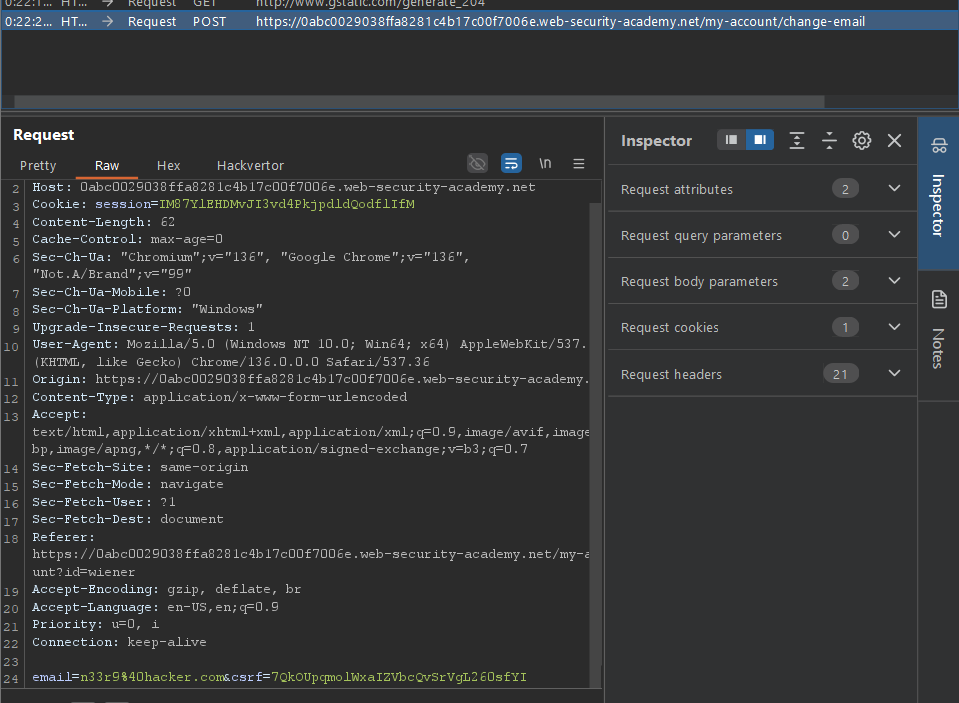 0:22:1... HT... Request GET http://www.gstatic.com/generate_204
0:22:2... HT... Request POST https://0abc0029038ffa8281c4b17c00f7006e.web-security-academy.net/my-account/change-email
Request
Pretty Raw Hex Hackvertor \n
2 Host: 0abc0029038ffa8281c4b17c00f7006e.web-security-academy.net
3 Cookie: session=IM87YlEHDMvJI3vd4PkjpdldQodflIfM
4 Content-Length: 62
5 Cache-Control: max-age=0
6 Sec-Ch-Ua: "Chromium";v="136", "Google Chrome";v="136",
"Not.A/Brand";v="99"
7 Sec-Ch-Ua-Mobile: ?0
8 Sec-Ch-Ua-Platform: "Windows"
9 Upgrade-Insecure-Requests: 1
10 User-Agent: Mozilla/5.0 (Windows NT 10.0; Win64; x64) AppleWebKit/537.
(KHTML, like Gecko) Chrome/136.0.0.0 Safari/537.36
11 Origin: https://0abc0029038ffa8281c4b17c00f7006e.web-security-academy.
12 Content-Type: application/x-www-form-urlencoded
13 Accept:
text/html,application/xhtml+xml,application/xml;q=0.9,image/avif,image
bp,image/apng,*/*;q=0.8,application/signed-exchange;v=b3;q=0.7
14 Sec-Fetch-Site: same-origin
15 Sec-Fetch-Mode: navigate
16 Sec-Fetch-User: ?1
17 Sec-Fetch-Dest: document
18 Referer:
https://0abc0029038ffa8281c4b17c00f7006e.web-security-academy.net/my-a
unt?id=wiener
19 Accept-Encoding: gzip, deflate, br
20 Accept-Language: en-US,en;q=0.9
21 Priority: u=0, i
22 Connection: keep-alive
23
24 email=n33r9%40hacker.com&csrf=7QkOUpqmolWxaIZVbcQvSrVgL26OsfYI
Inspector
Request attributes 2
Request query parameters 0
Request body parameters 2
Request cookies 1
Request headers 21
Inspector
Notes